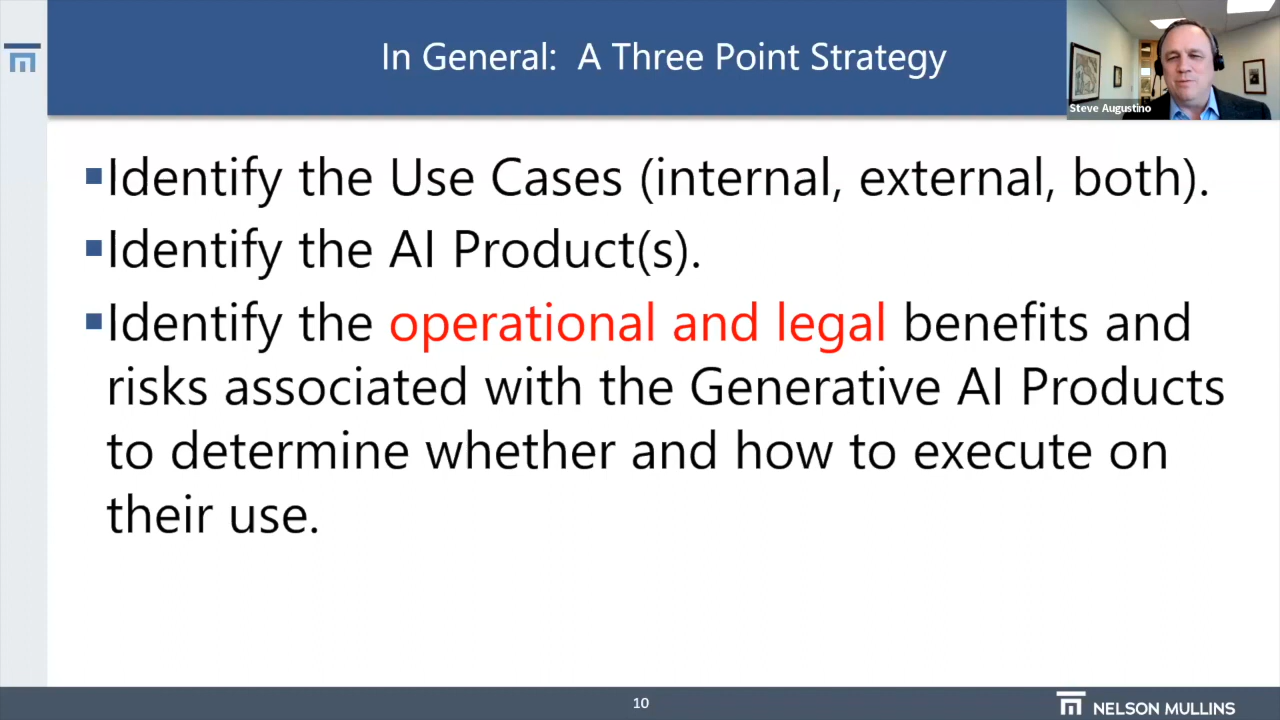 In General:  A Three Point Strategy
Steve Augustino
Identify the Use Cases (internal, external, both).
Identify the AI Product(s).
Identify the operational and legal benefits and
risks associated with the Generative AI Products
to determine whether and how to execute on
their use.
10
NELSON MULLINS